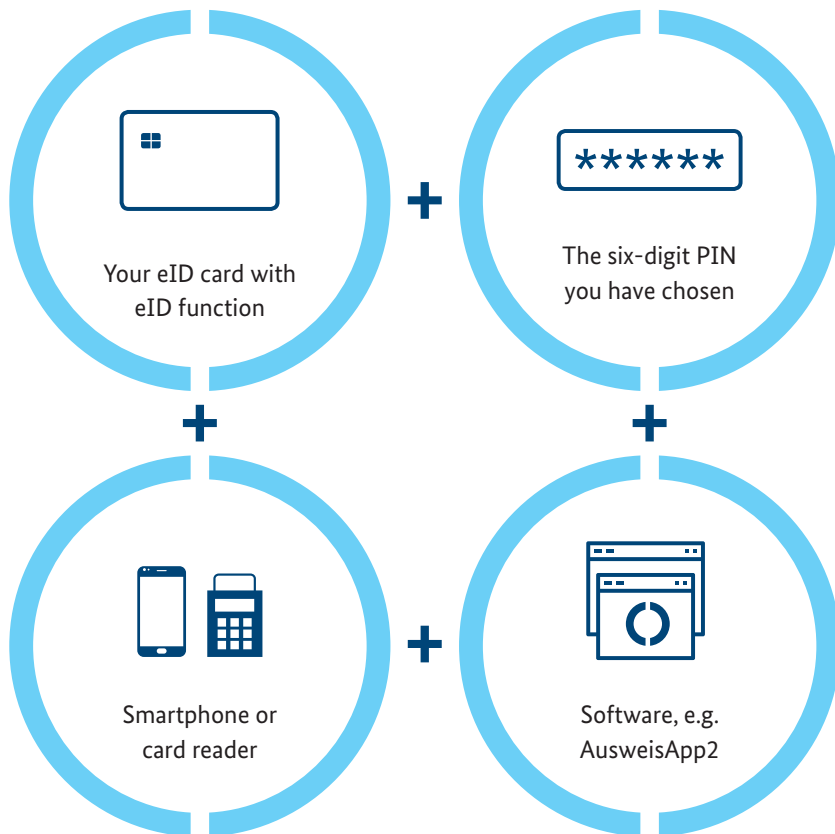 Your eID card with
eID function
+
******
The six-digit PIN
you have chosen
+
+
Smartphone or
card reader
+
Software, e.g.
AusweisApp2